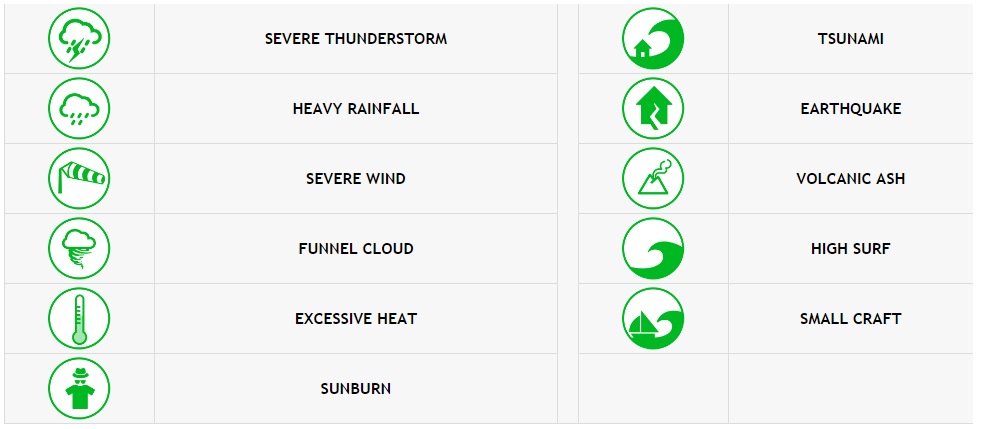 SEVERE THUNDERSTORM
TSUNAMI
HEAVY RAINFALL
EARTHQUAKE
SEVERE WIND
VOLCANIC ASH
FUNNEL CLOUD
HIGH SURF
EXCESSIVE HEAT
SMALL CRAFT
SUNBURN